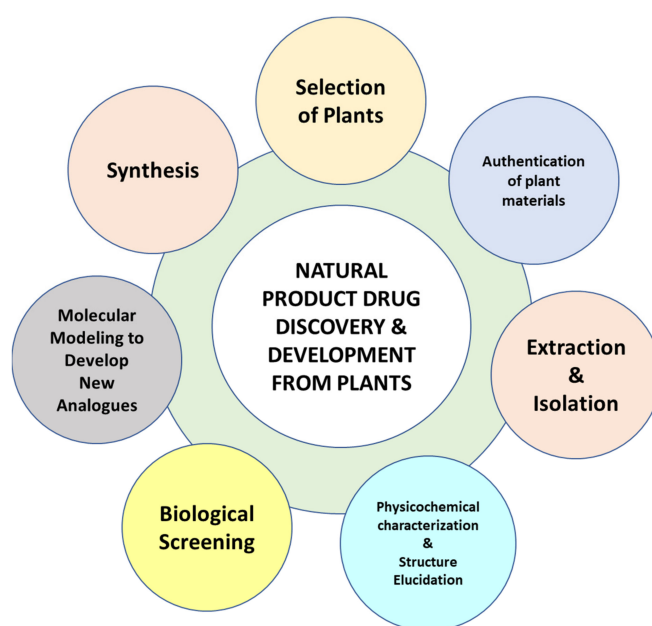 Selection
of Plants
Authentication
of plant
materials
Extraction
&
Isolation
Physicochemical
characterization
&
Structure
Elucidation
Biological
Screening
Molecular
Modeling to
Develop
New
Analogues
Synthesis
NATURAL
PRODUCT DRUG
DISCOVERY &
DEVELOPMENT
FROM PLANTS